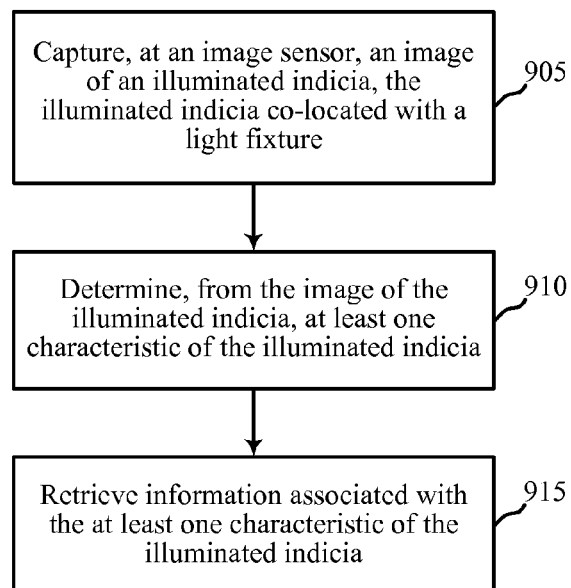 Capture, at an image sensor, an image
of an illuminated indicia, the
illuminated indicia co-located with a
light fixture
905
Determine, from the image of the
illuminated indicia, at least one
characteristic of the illuminated indicia
910
Retrieve information associated with
the at least one characteristic of the
illuminated indicia
915